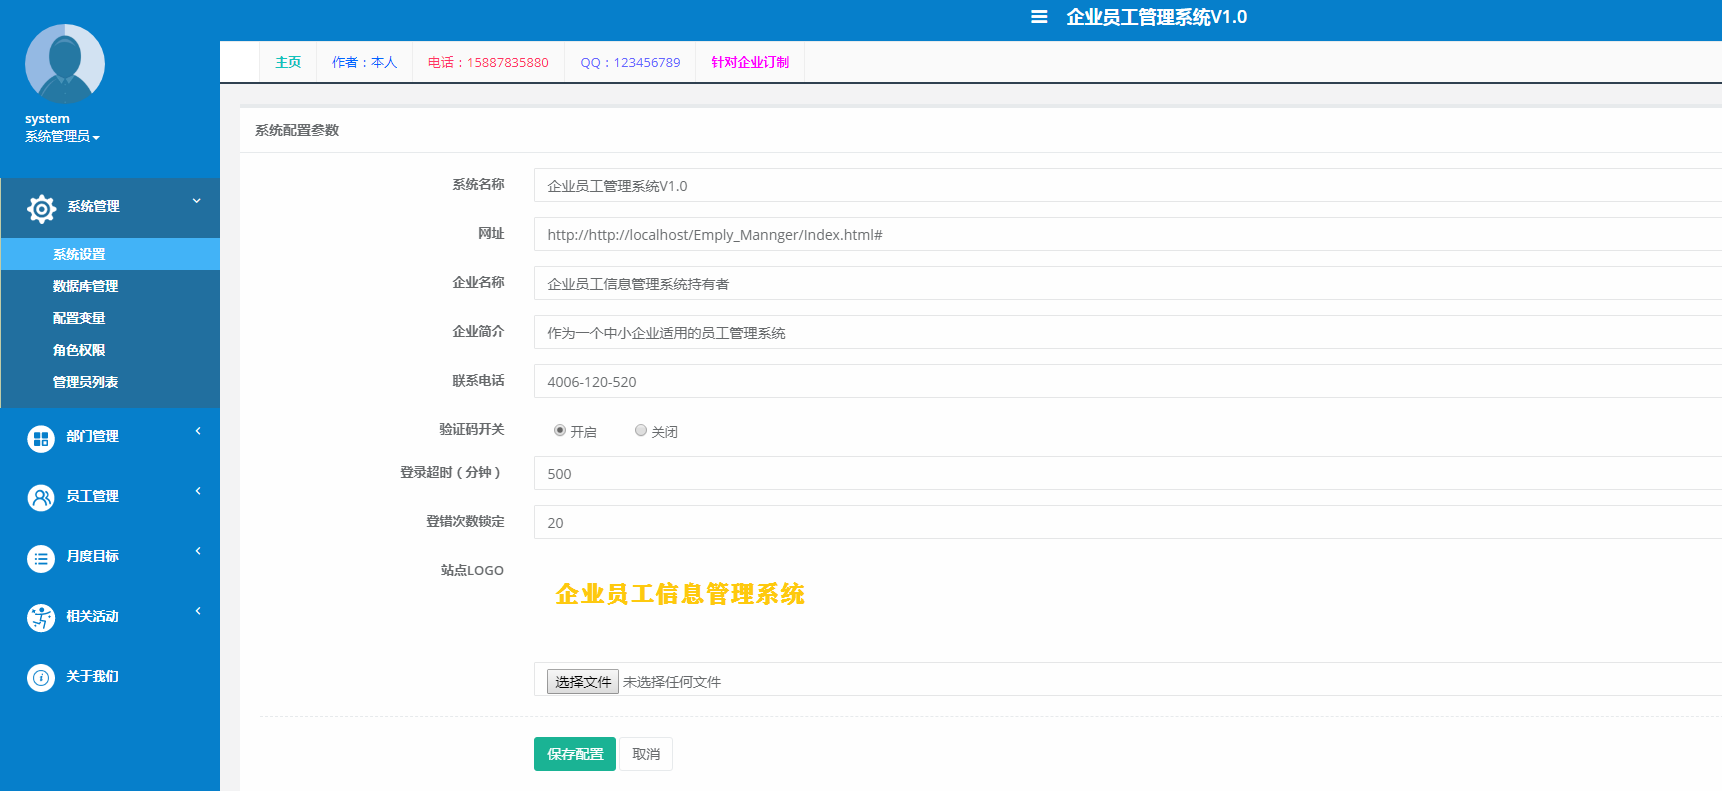 企业员工管理系统V1.0
system
系统管理员
主页 作者：本人 电话：15887835880 QQ：123456789 针对企业订制
系统管理
系统设置
数据库管理
配置变量
角色权限
管理员列表
部门管理
员工管理
月度目标
相关活动
关于我们
系统配置参数
系统名称 企业员工管理系统V1.0
网址 http://http://localhost/Emply_Mannger/Index.html#
企业名称 企业员工信息管理系统持有者
企业简介 作为一个中小企业适用的员工管理系统
联系电话 4006-120-520
验证码开关 开启 关闭
登录超时（分钟） 500
登错次数锁定 20
站点LOGO
企业员工信息管理系统
选择文件 未选择任何文件
保存配置 取消